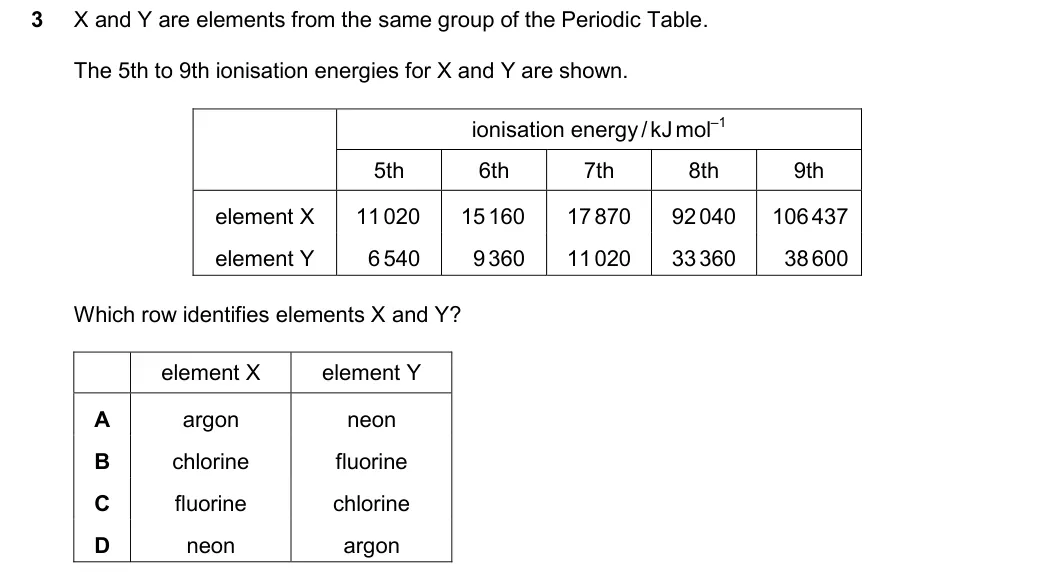 3 X and Y are elements from the same group of the Periodic Table.
The 5th to 9th ionisation energies for X and Y are shown.
ionisation energy / kJ mol⁻¹
5th 6th 7th 8th 9th
element X 11 020 15 160 17 870 92 040 106 437
element Y 6 540 9 360 11 020 33 360 38 600
Which row identifies elements X and Y?
element X element Y
A argon neon
B chlorine fluorine
C fluorine chlorine
D neon argon